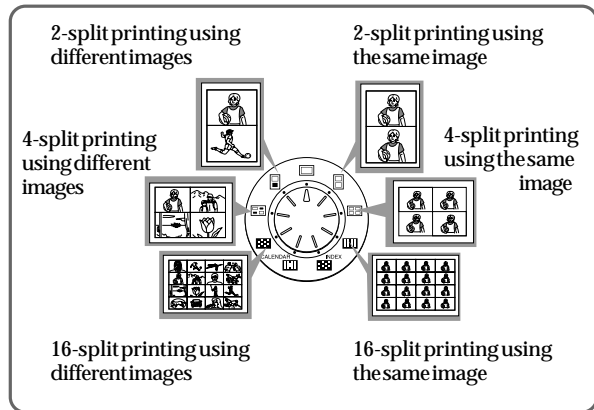 2-split printing using
different images
2-split printing using
the same image
4-split printing
using different
images
4-split printing
using the same
image
CALENDAR
INDEX
16-split printing using
different images
16-split printing using
the same image